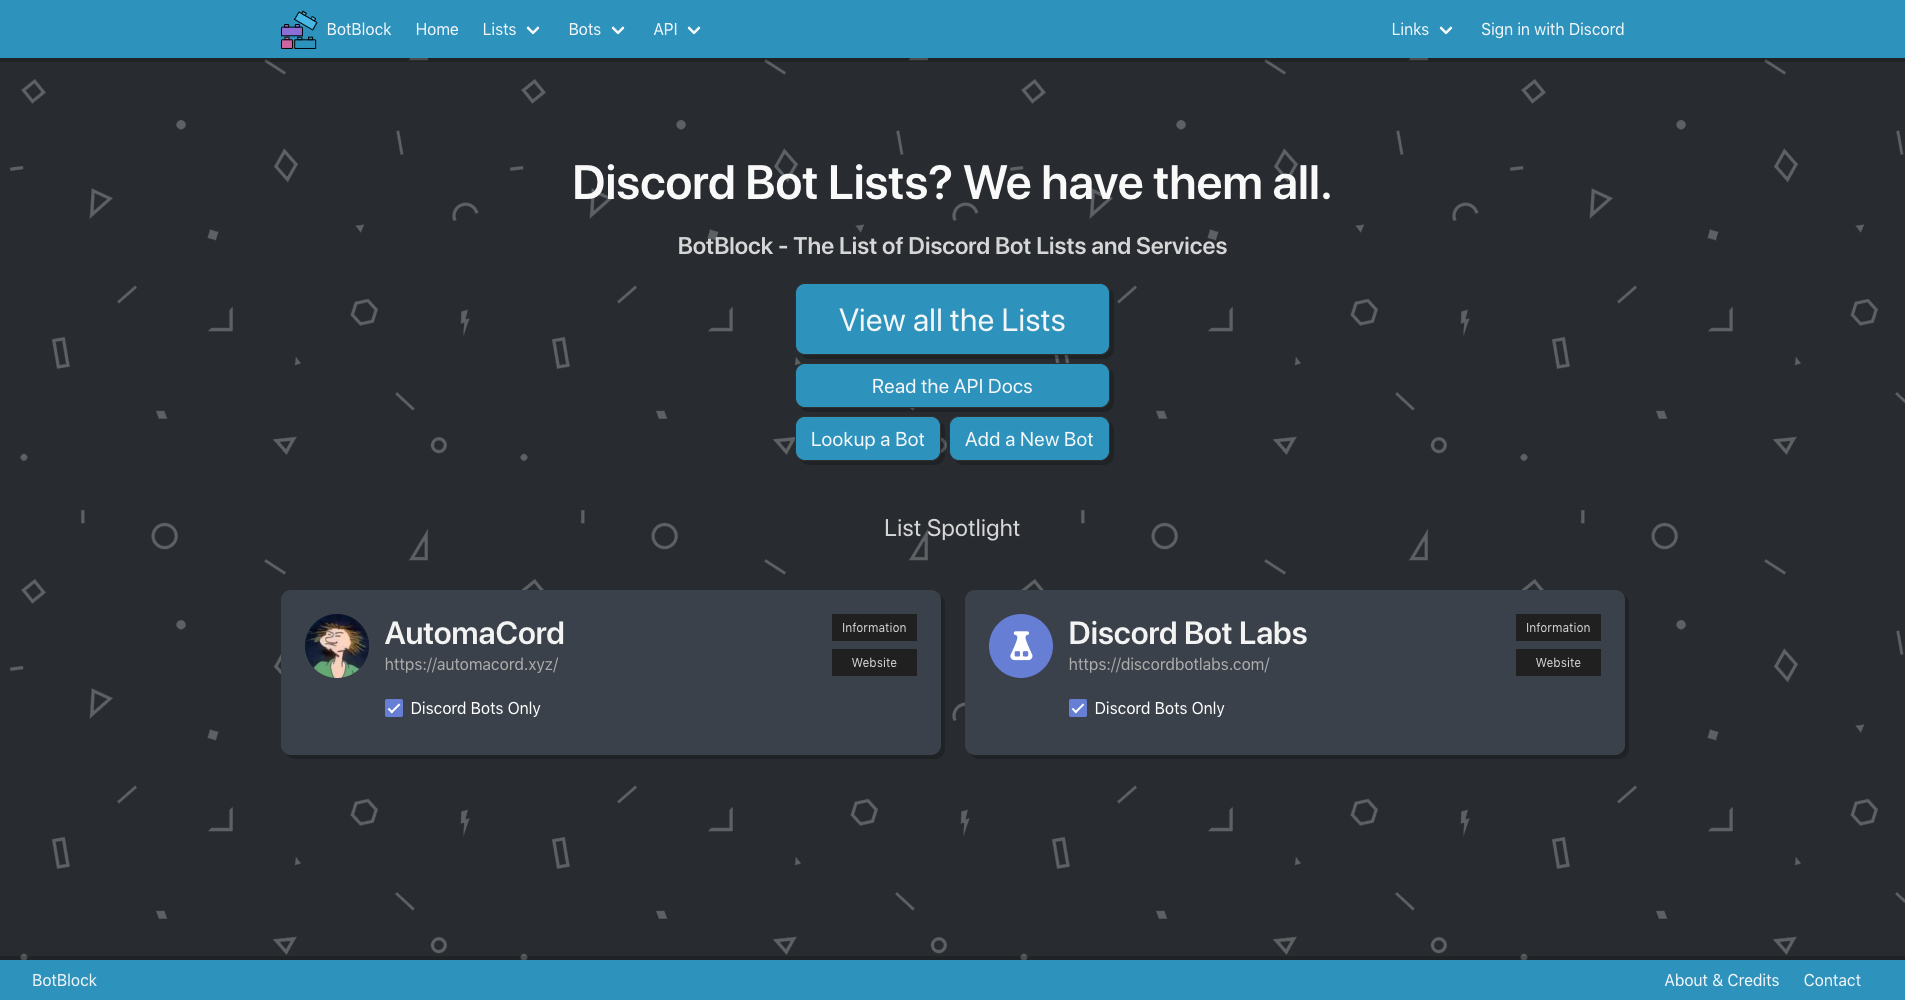 BotBlock Home Lists Bots API Links Sign in with Discord
Discord Bot Lists? We have them all.
BotBlock - The List of Discord Bot Lists and Services
View all the Lists
Read the API Docs
Lookup a Bot Add a New Bot
List Spotlight
AutomaCord
https://automacord.xyz/
Information
Website
Discord Bots Only
Discord Bot Labs
https://discordbotlabs.com/
Information
Website
Discord Bots Only
BotBlock About & Credits Contact